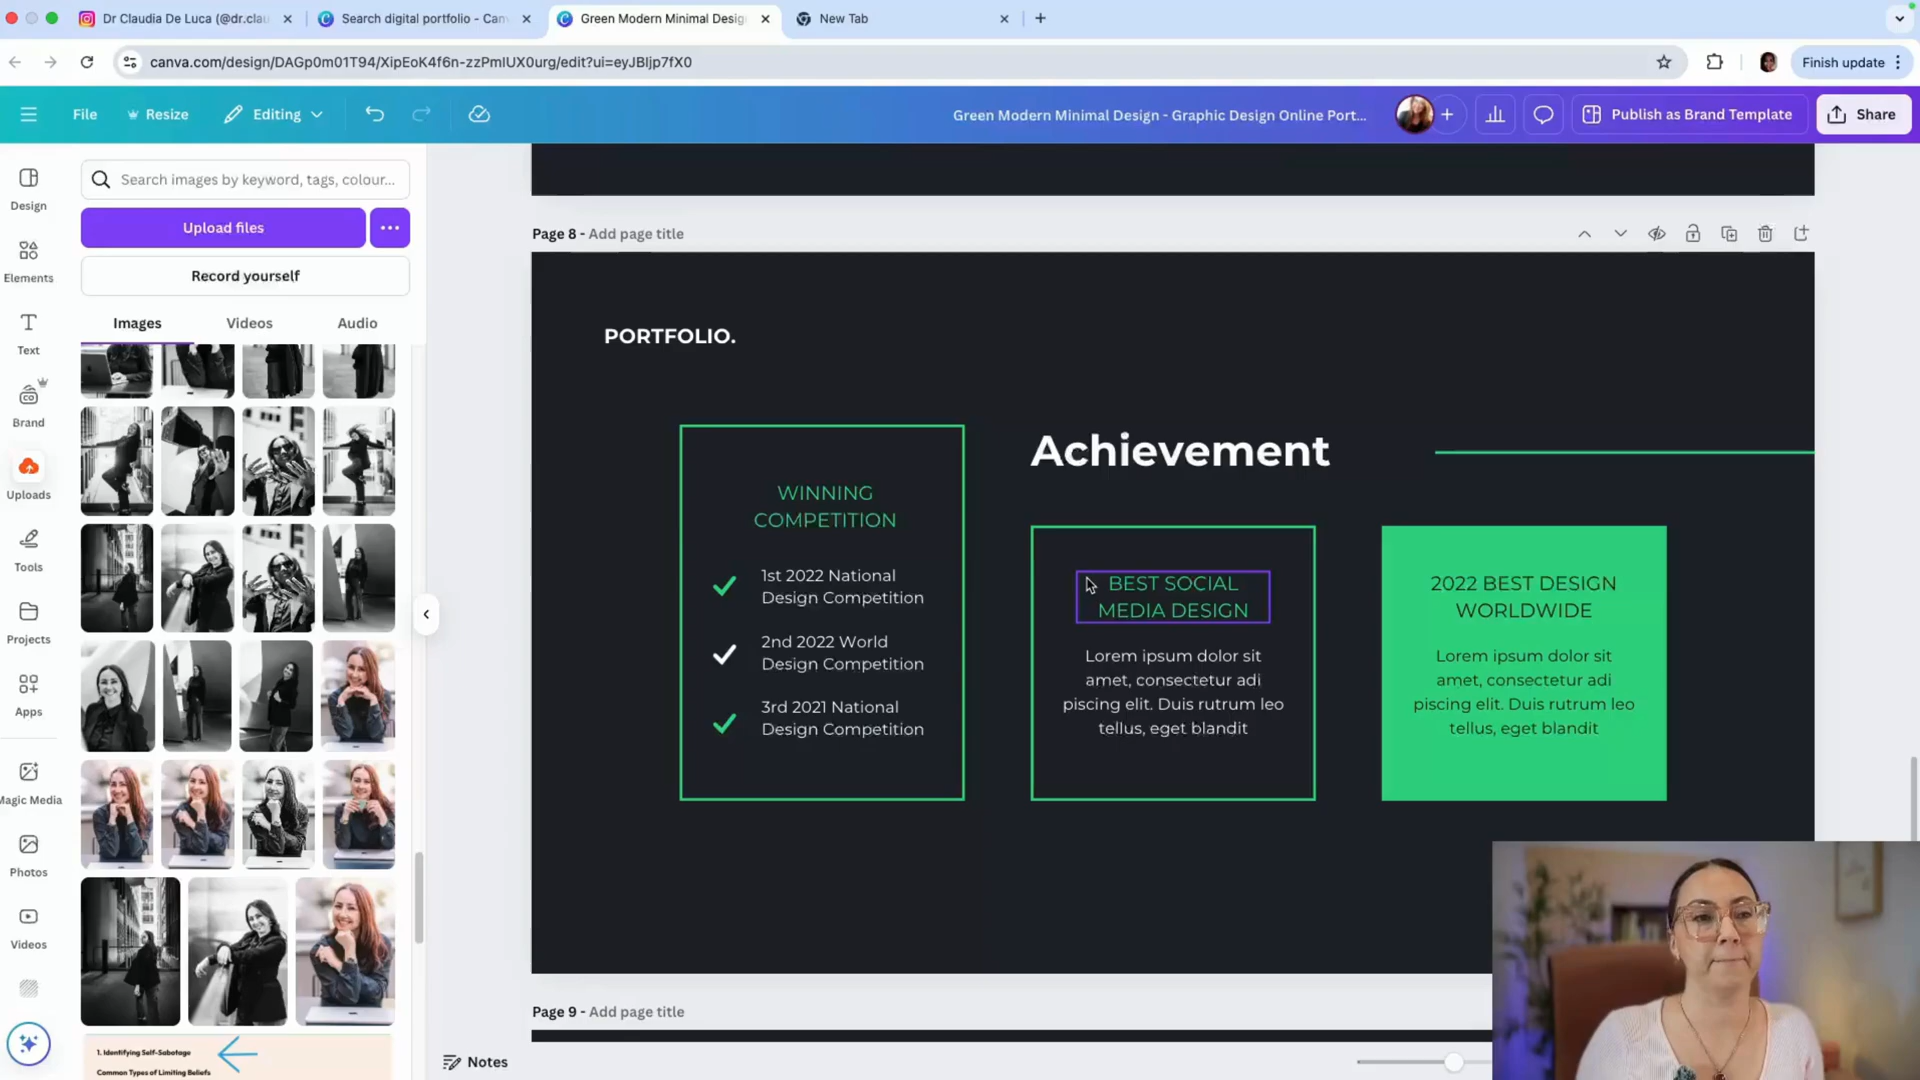 Dr Claudia De Luca (@dr.clau
Search digital portfolio - Can
Green Modern Minimal Desig
New Tab
canva.com/design/DAGp0m01T94/XipEoK4f6n-zzPmIUX0urg/edit?ui=eyJBIjp7fX0
Finish update
File
Resize
Editing
Green Modern Minimal Design - Graphic Design Online Port...
Publish as Brand Template
Share
Design
Elements
Text
Brand
Uploads
Tools
Projects
Apps
Magic Media
Photos
Videos
Search images by keyword, tags, colour...
Upload files
Record yourself
Images
Videos
Audio
1. Identifying Self-Sabotage
Common Types of Limiting Beliefs
Page 8 - Add page title
PORTFOLIO.
WINNING
COMPETITION
1st 2022 National
Design Competition
2nd 2022 World
Design Competition
3rd 2021 National
Design Competition
Achievement
BEST SOCIAL
MEDIA DESIGN
Lorem ipsum dolor sit
amet, consectetur adi
piscing elit. Duis rutrum leo
tellus, eget blandit
2022 BEST DESIGN
WORLDWIDE
Lorem ipsum dolor sit
amet, consectetur adi
piscing elit. Duis rutrum leo
tellus, eget blandit
Page 9 - Add page title
Notes